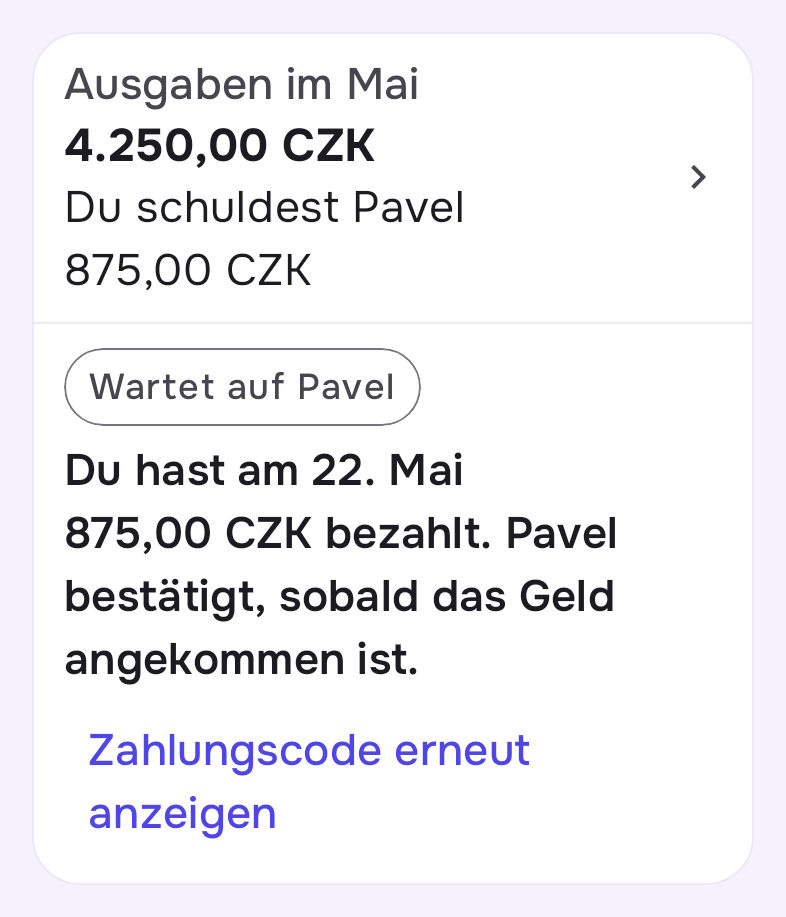 Ausgaben im Mai
4.250,00 CZK
Du schuldest Pavel
875,00 CZK
Wartet auf Pavel
Du hast am 22. Mai
875,00 CZK bezahlt. Pavel
bestätigt, sobald das Geld
angekommen ist.
Zahlungscode erneut
anzeigen